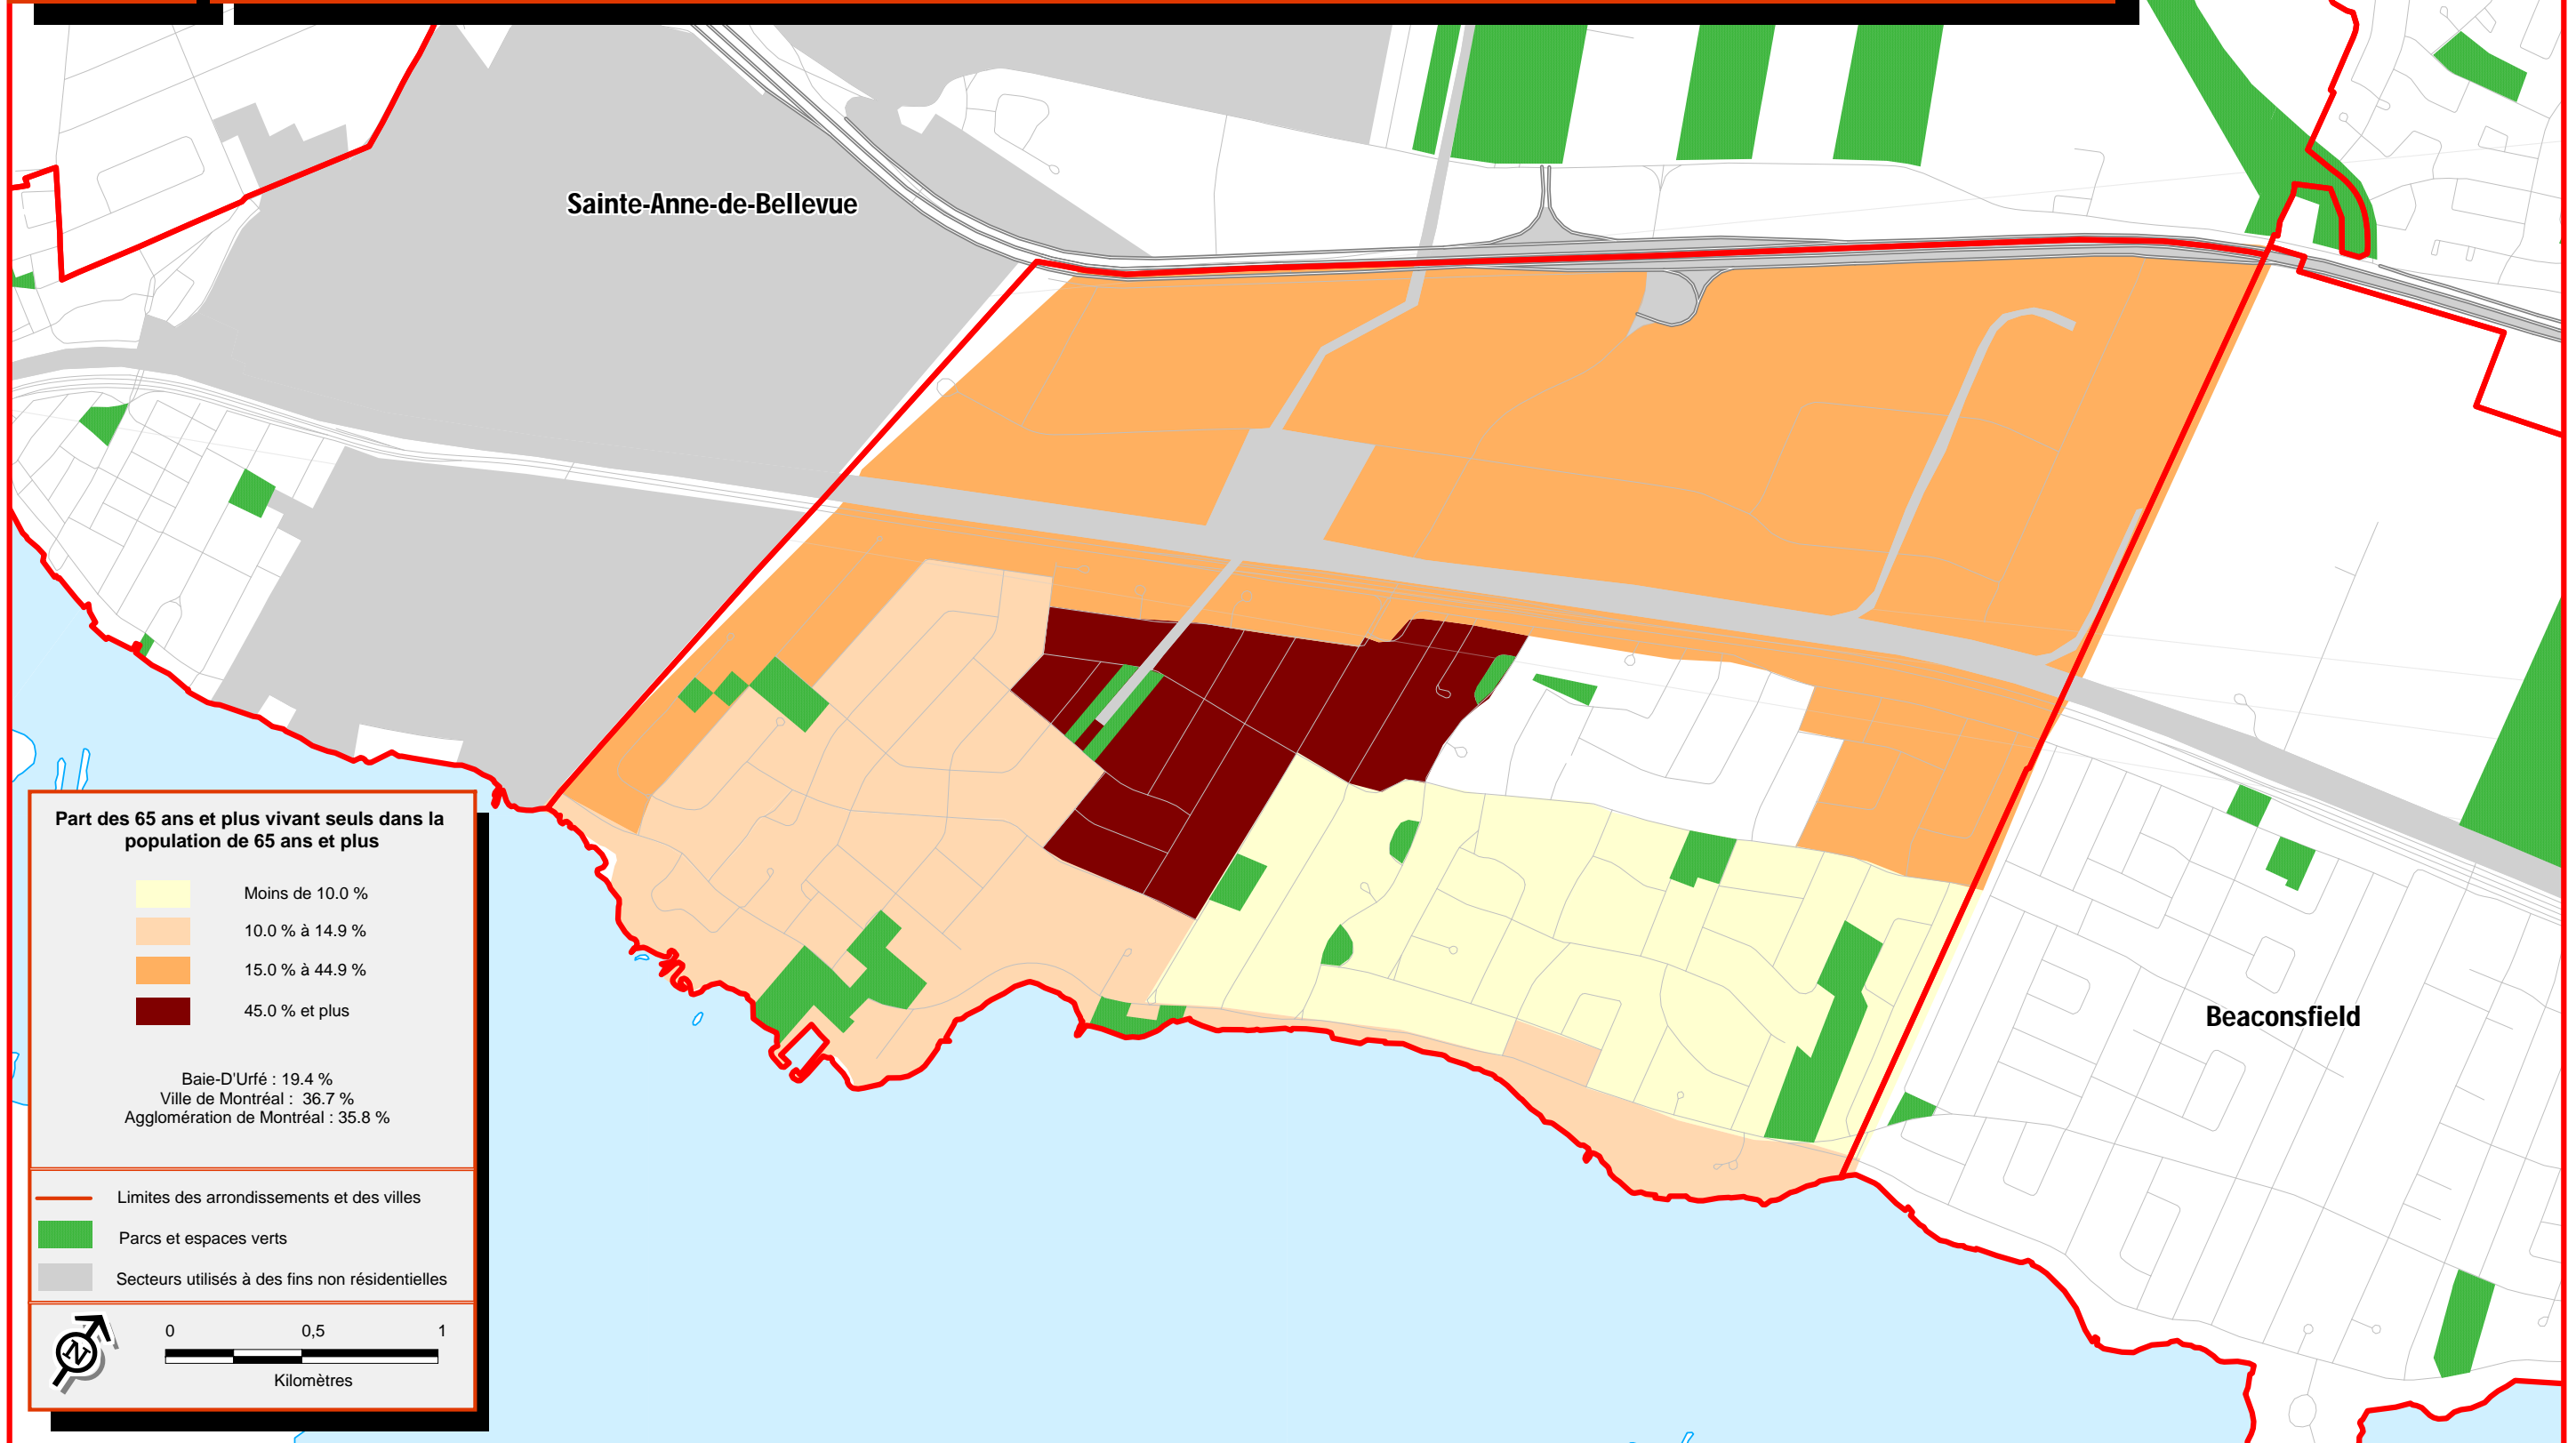 Sainte-Anne-de-Bellevue
Part des 65 ans et plus vivant seuls dans la
population de 65 ans et plus
Moins de 10.0 %
10.0 % à 14.9 %
15.0 % à 44.9 %
45.0 % et plus
Baie-D'Urfé : 19.4 %
Ville de Montréal : 36.7 %
Agglomération de Montréal : 35.8 %
Limites des arrondissements et des villes
Parcs et espaces verts
Secteurs utilisés à des fins non résidentielles
N
0 0,5 1
Kilomètres
Beaconsfield